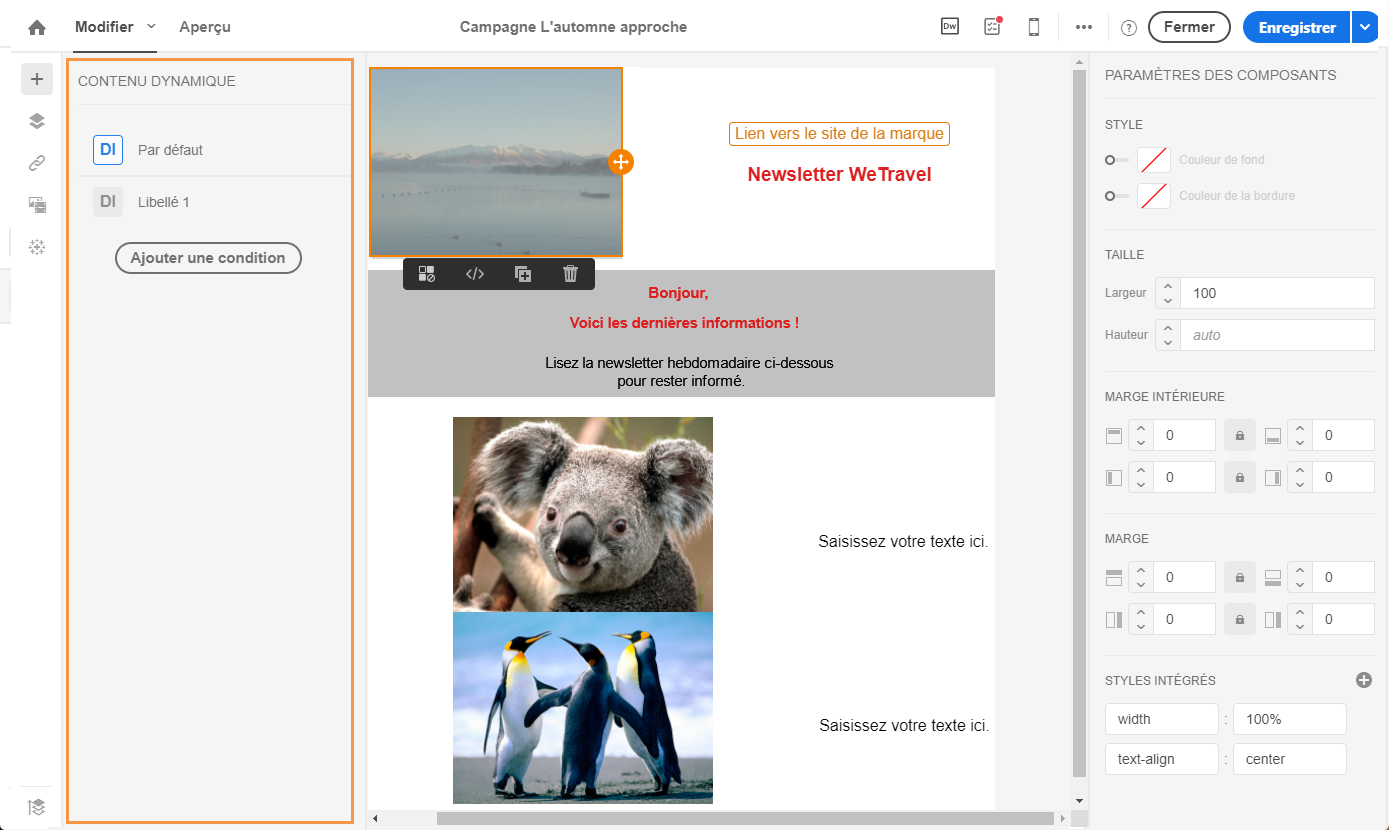 Modifier
Aperçu
Campagne L'automne approche
Dw
?
Fermer
Enregistrer
CONTENU DYNAMIQUE
DI
Par défaut
DI
Libellé 1
Ajouter une condition
Lien vers le site de la marque
Newsletter WeTravel
Bonjour,
Voici les dernières informations !
Lisez la newsletter hebdomadaire ci-dessous
pour rester informé.
Saisissez votre texte ici.
Saisissez votre texte ici.
PARAMÈTRES DES COMPOSANTS
STYLE
Couleur de fond
Couleur de la bordure
TAILLE
Largeur
100
Hauteur
auto
MARGE INTÉRIEURE
0
0
0
0
MARGE
0
0
0
0
STYLES INTÉGRÉS
width : 100%
text-align : center